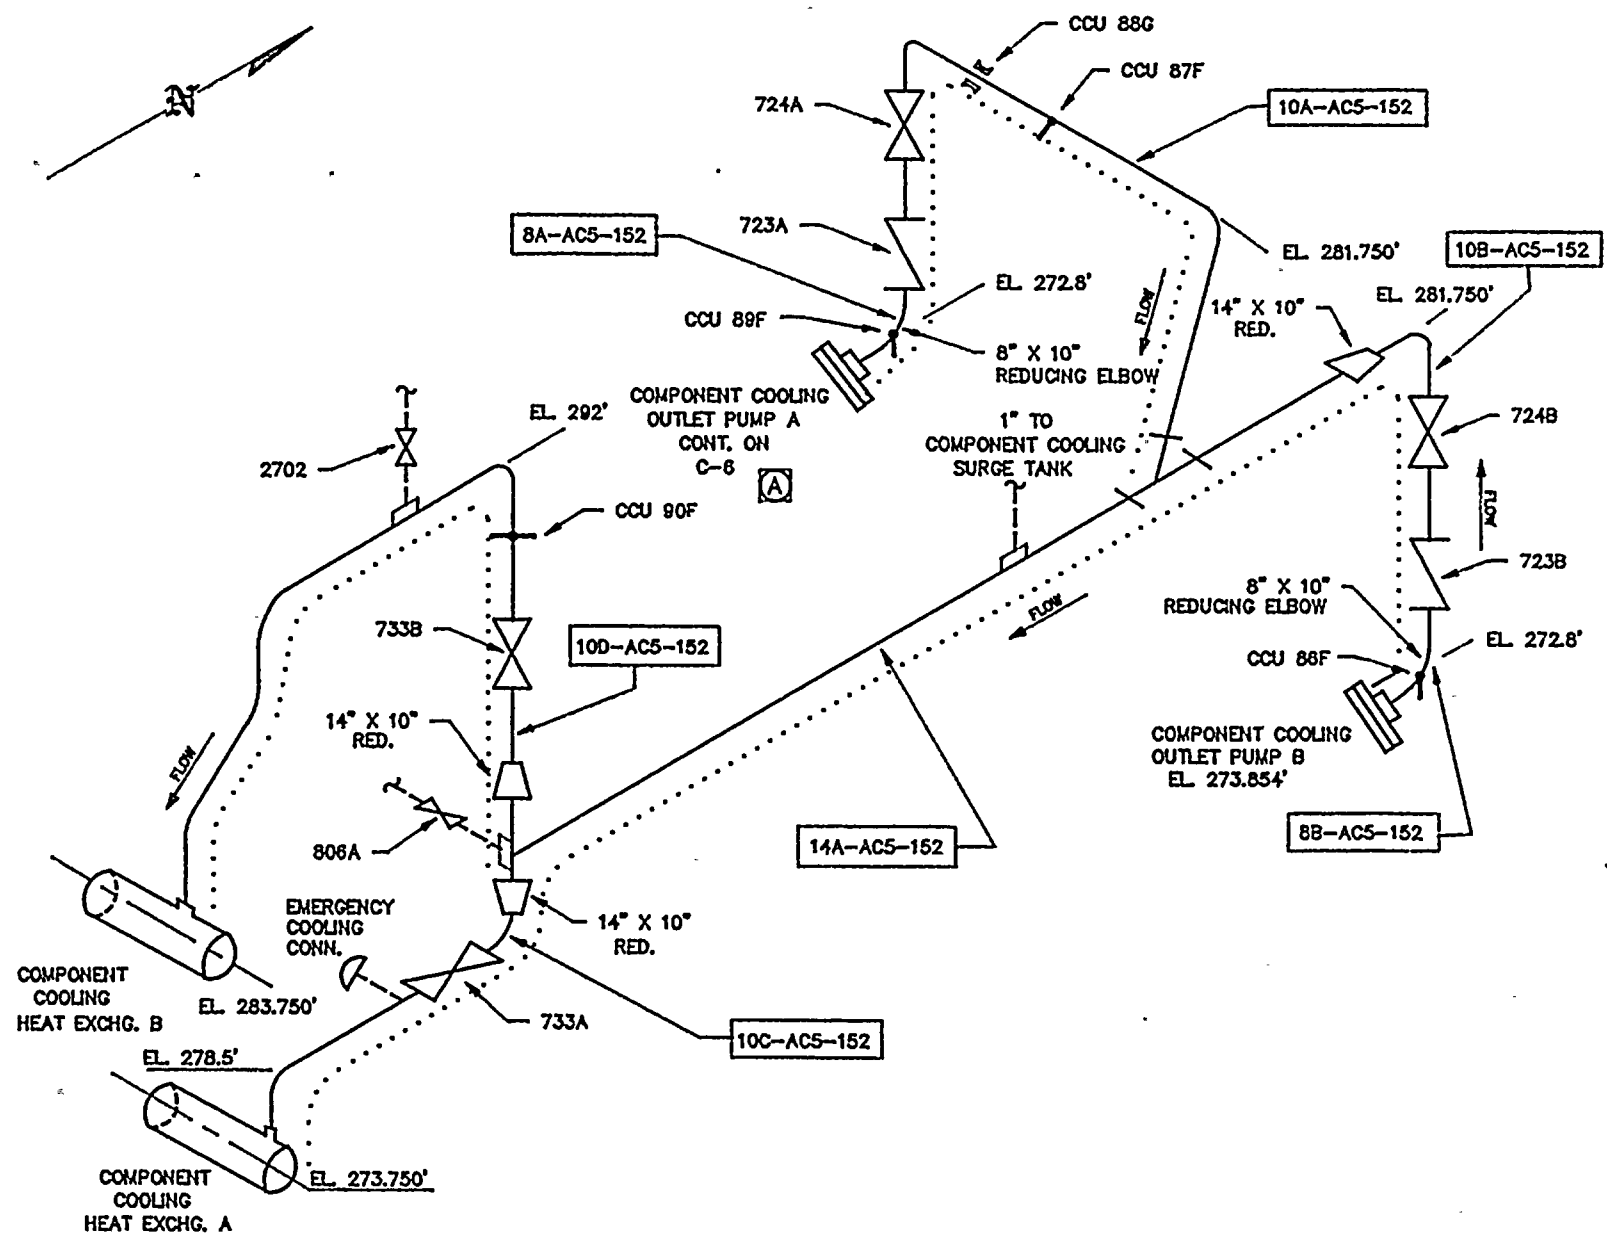 N
CCU 88G
CCU 87F
724A
10A-AC5-152
8A-AC5-152
723A
EL. 281.750'
10B-AC5-152
EL. 272.8'
EL. 281.750'
14" X 10"
RED.
FLOW
CCU 89F
8" X 10"
REDUCING ELBOW
COMPONENT COOLING
OUTLET PUMP A
CONT. ON
C-6
A
EL. 292'
1" TO
COMPONENT COOLING
SURGE TANK
724B
2702
CCU 90F
FLOW
723B
8" X 10"
REDUCING ELBOW
FLOW
733B
10D-AC5-152
EL. 272.8'
CCU 86F
14" X 10"
RED.
COMPONENT COOLING
OUTLET PUMP B
EL. 273.854'
FLOW
806A
14A-AC5-152
8B-AC5-152
EMERGENCY
COOLING
CONN.
14" X 10"
RED.
COMPONENT
COOLING
HEAT EXCHG. B
EL. 283.750'
733A
10C-AC5-152
EL. 278.5'
EL. 273.750'
COMPONENT
COOLING
HEAT EXCHG. A